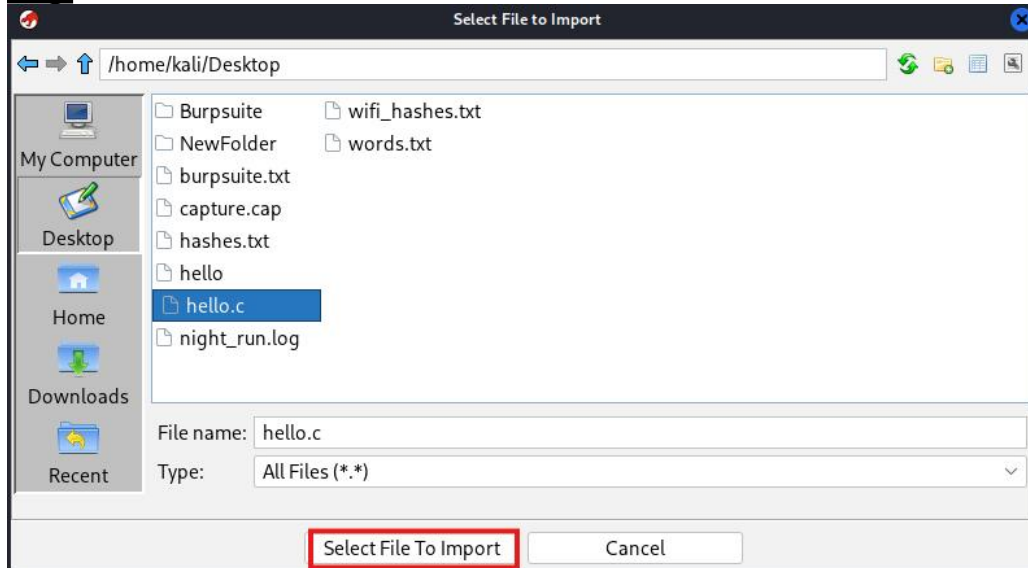 Select File to Import
/home/kali/Desktop
My Computer
Desktop
Home
Downloads
Recent
Burpsuite
NewFolder
burpsuite.txt
capture.cap
hashes.txt
hello
hello.c
night_run.log
wifi_hashes.txt
words.txt
File name: hello.c
Type: All Files (*.*)
Select File To Import Cancel